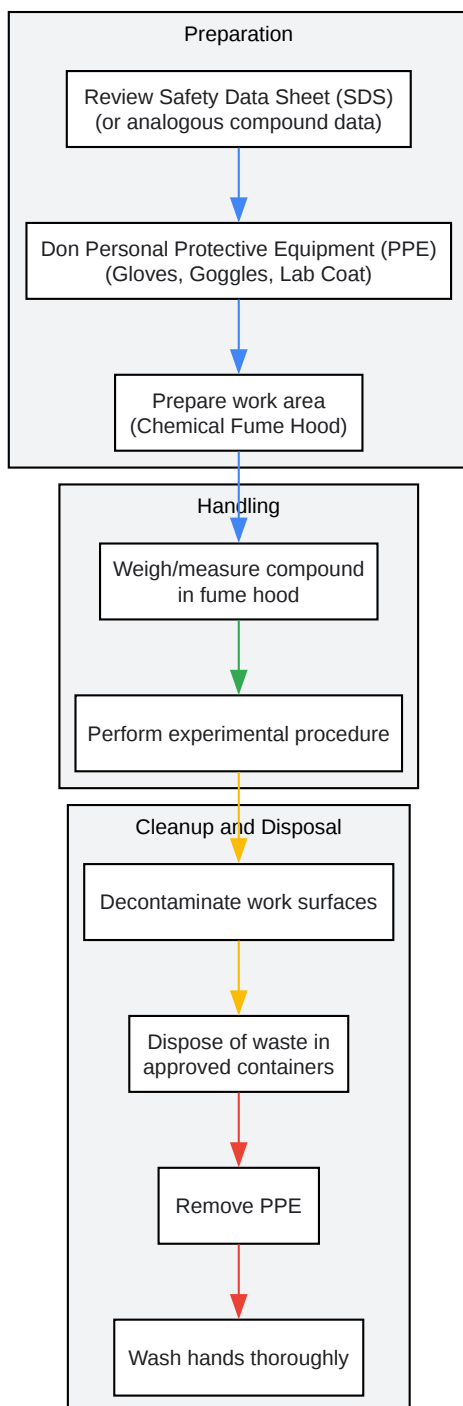 Preparation
Review Safety Data Sheet (SDS)
(or analogous compound data)
Don Personal Protective Equipment (PPE)
(Gloves, Goggles, Lab Coat)
Prepare work area
(Chemical Fume Hood)
Handling
Weigh/measure compound
in fume hood
Perform experimental procedure
Cleanup and Disposal
Decontaminate work surfaces
Dispose of waste in
approved containers
Remove PPE
Wash hands thoroughly